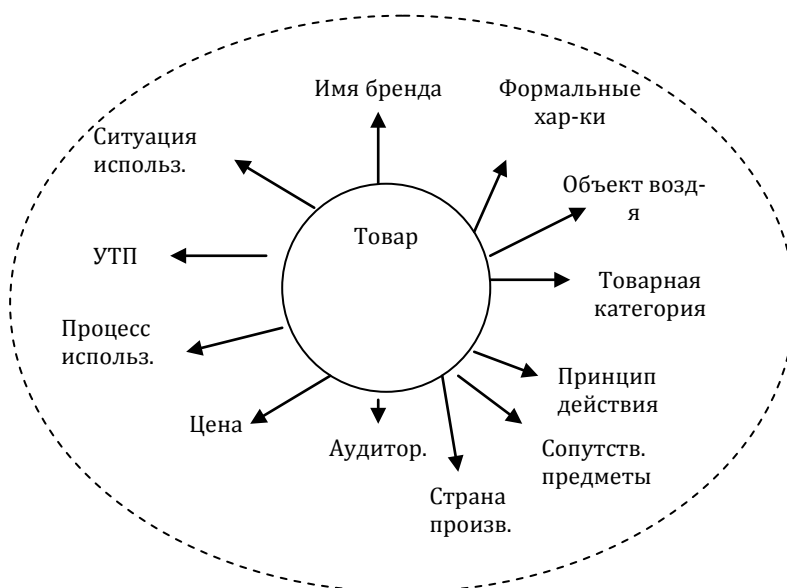 Имя бренда
Формальные
хар-ки
Ситуация
использ.
Объект возд-
я
Товар
УТП
Товарная
категория
Процесс
использ.
Принцип
действия
Цена
Аудитор.
Сопутств.
предметы
Страна
произв.